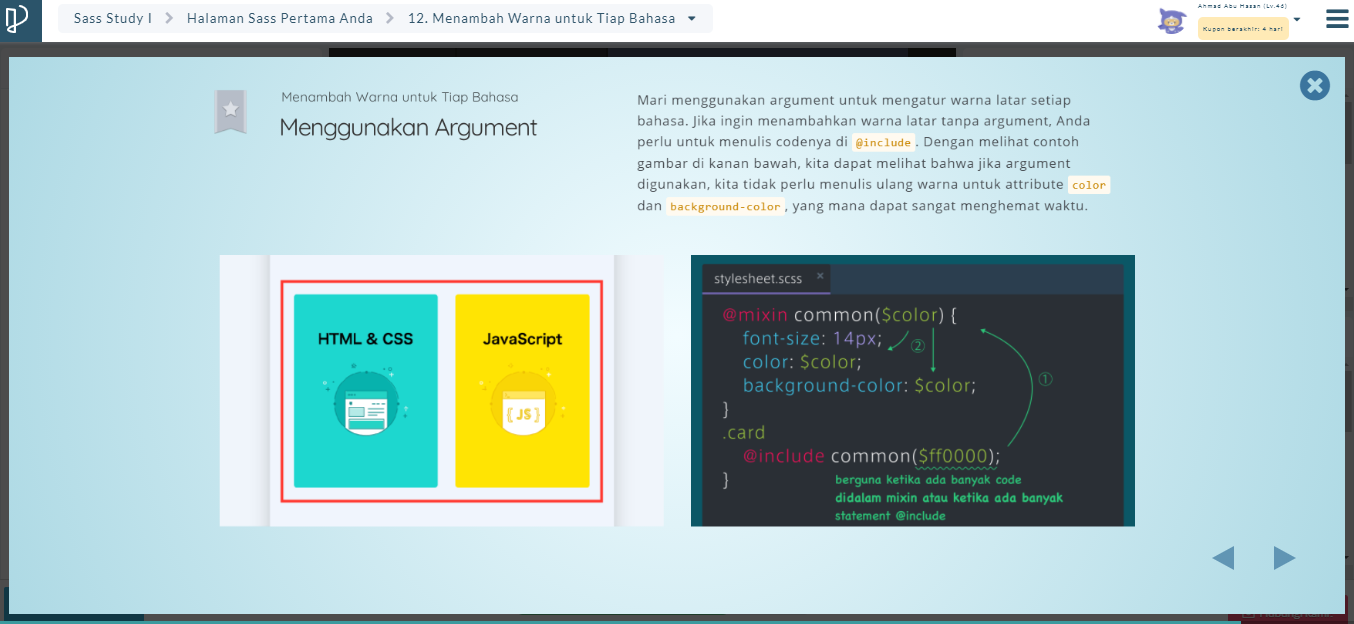 Sass Study I
Halaman Sass Pertama Anda
12. Menambah Warna untuk Tiap Bahasa
Ahmad Abu Hasan (Lv.46)
Kupon berakhir: 4 hari
Menambah Warna untuk Tiap Bahasa
Menggunakan Argument
Mari menggunakan argument untuk mengatur warna latar setiap
bahasa. Jika ingin menambahkan warna latar tanpa argument, Anda
perlu untuk menulis codenya di @include. Dengan melihat contoh
gambar di kanan bawah, kita dapat melihat bahwa jika argument
digunakan, kita tidak perlu menulis ulang warna untuk attribute color
dan background-color, yang mana dapat sangat menghemat waktu.
HTML & CSS
JavaScript
{ JS }
stylesheet.scss ×
@mixin common($color) {
font-size: 14px; ②
color: $color;
background-color: $color; ①
}
.card
@include common($ff0000);
}
berguna ketika ada banyak code
didalam mixin atau ketika ada banyak
statement @include